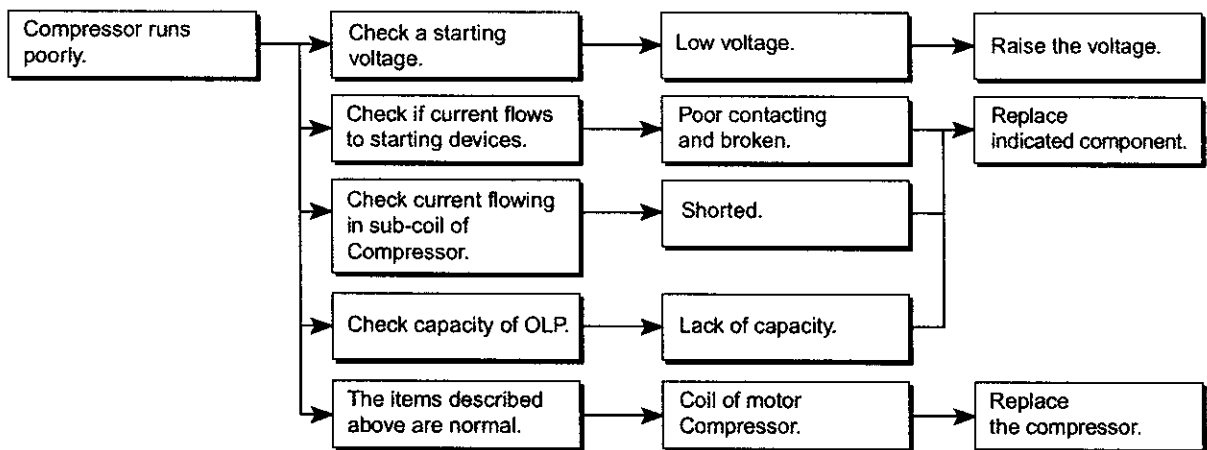 Compressor runs
poorly.
Check a starting
voltage.
Low voltage.
Raise the voltage.
Check if current flows
to starting devices.
Poor contacting
and broken.
Replace
indicated component.
Check current flowing
in sub-coil of
Compressor.
Shorted.
Check capacity of OLP.
Lack of capacity.
The items described
above are normal.
Coil of motor
Compressor.
Replace
the compressor.